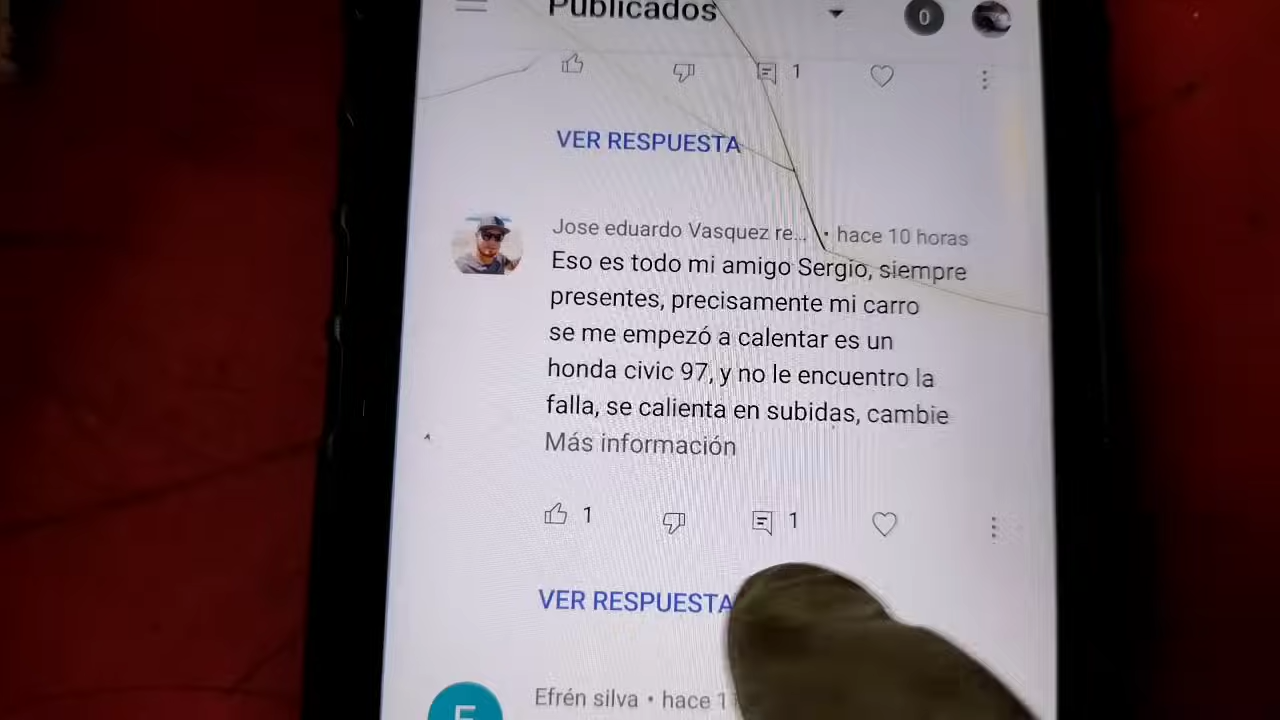 Publicados
0
1
VER RESPUESTA
Jose eduardo Vasquez re... • hace 10 horas
Eso es todo mi amigo Sergio, siempre
presentes, precisamente mi carro
se me empezó a calentar es un
honda civic 97, y no le encuentro la
falla, se calienta en subidas, cambie
Más información
1
1
VER RESPUESTA
Efrén silva • hace
E